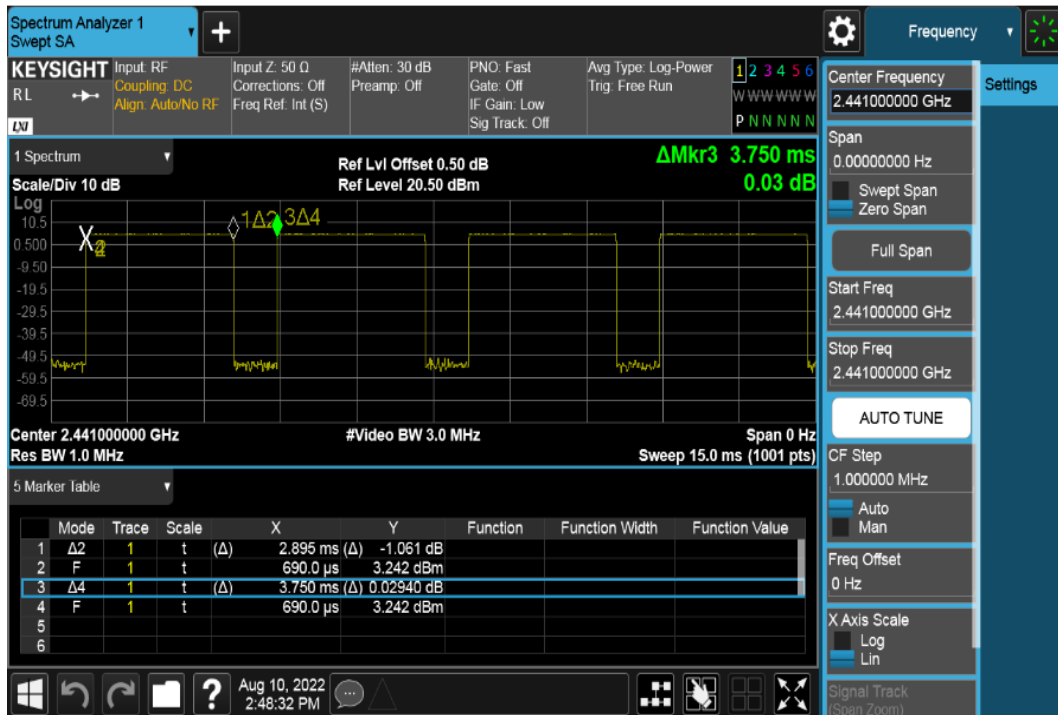 Spectrum Analyzer 1
Swept SA
+
Frequency
KEYSIGHT
RL
LXI
Input: RF
Coupling: DC
Align: Auto/No RF
Input Z: 50 Ω
Corrections: Off
Freq Ref: Int (S)
#Atten: 30 dB
Preamp: Off
PNO: Fast
Gate: Off
IF Gain: Low
Sig Track: Off
Avg Type: Log-Power
Trig: Free Run
1 2 3 4 5 6
W W W W W W
P N N N N N
1 Spectrum
Scale/Div 10 dB
Ref Lvl Offset 0.50 dB
Ref Level 20.50 dBm
ΔMkr3 3.750 ms
0.03 dB
Log
10.5
0.500
-9.50
-19.5
-29.5
-39.5
-49.5
-59.5
-69.5
1Δ2
3Δ4
Center 2.441000000 GHz
#Video BW 3.0 MHz
Span 0 Hz
Res BW 1.0 MHz
Sweep 15.0 ms (1001 pts)
5 Marker Table
Mode Trace Scale X Y Function Function Width Function Value
1 Δ2 1 t (Δ) 2.895 ms (Δ) -1.061 dB
2 F 1 t 690.0 µs 3.242 dBm
3 Δ4 1 t (Δ) 3.750 ms (Δ) 0.02940 dB
4 F 1 t 690.0 µs 3.242 dBm
5
6
?
Aug 10, 2022
2:48:32 PM
Center Frequency
2.441000000 GHz
Span
0.00000000 Hz
Swept Span
Zero Span
Full Span
Start Freq
2.441000000 GHz
Stop Freq
2.441000000 GHz
AUTO TUNE
CF Step
1.000000 MHz
Auto
Man
Freq Offset
0 Hz
X Axis Scale
Log
Lin
Signal Track
(Span Zoom)
Settings